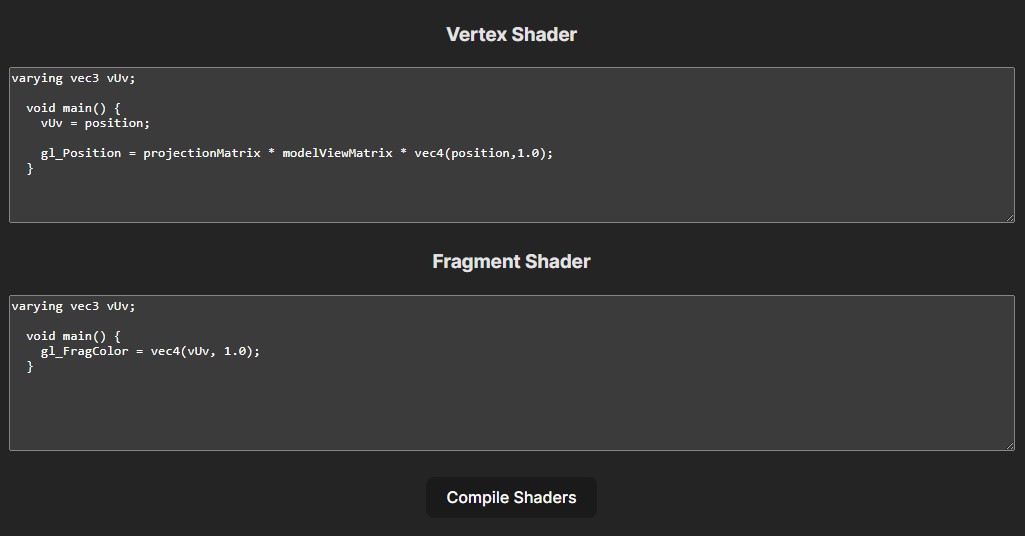 Vertex Shader
varying vec3 vUv;
void main() {
vUv = position;
gl_Position = projectionMatrix * modelViewMatrix * vec4(position,1.0);
}
Fragment Shader
varying vec3 vUv;
void main() {
gl_FragColor = vec4(vUv, 1.0);
}
Compile Shaders